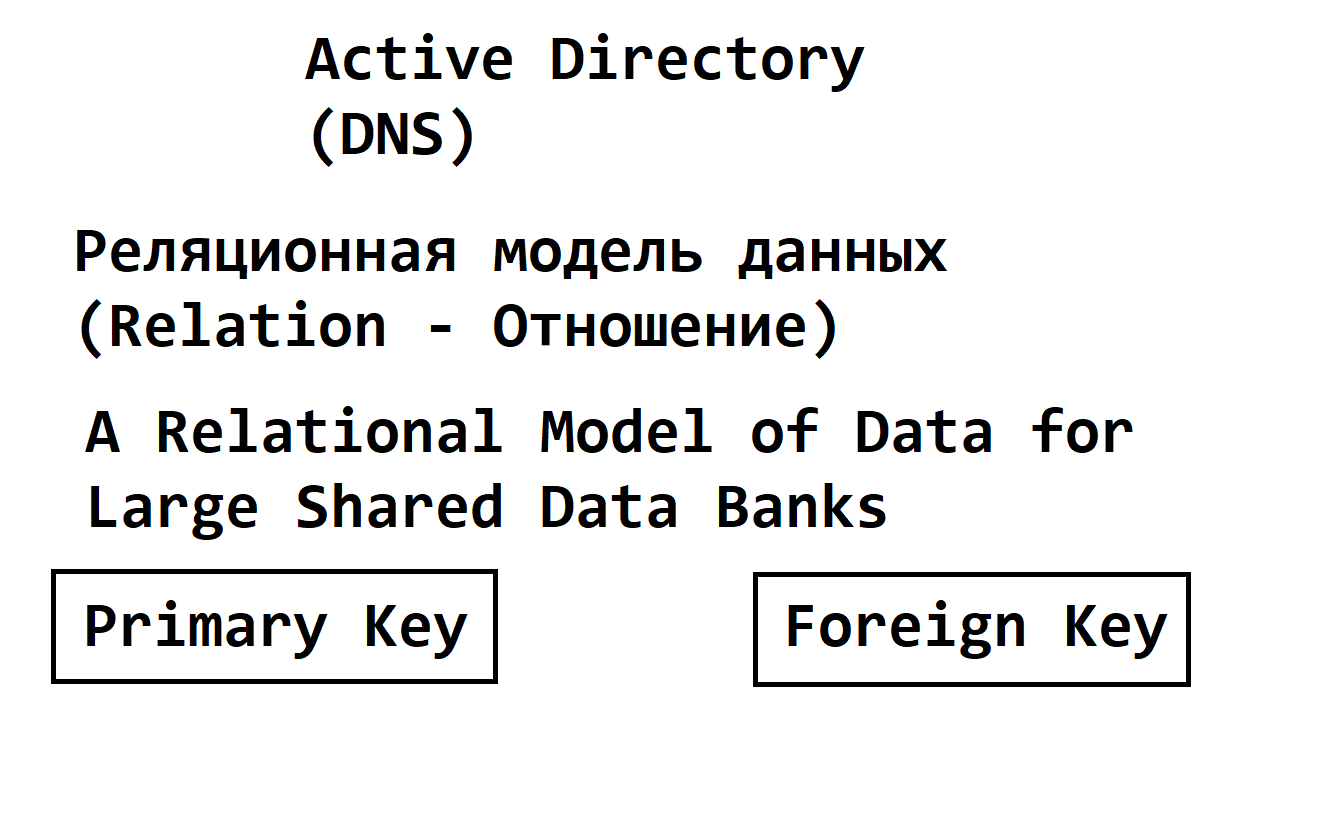 Active Directory
(DNS)
Реляционная модель данных
(Relation - Отношение)
A Relational Model of Data for
Large Shared Data Banks
Primary Key
Foreign Key